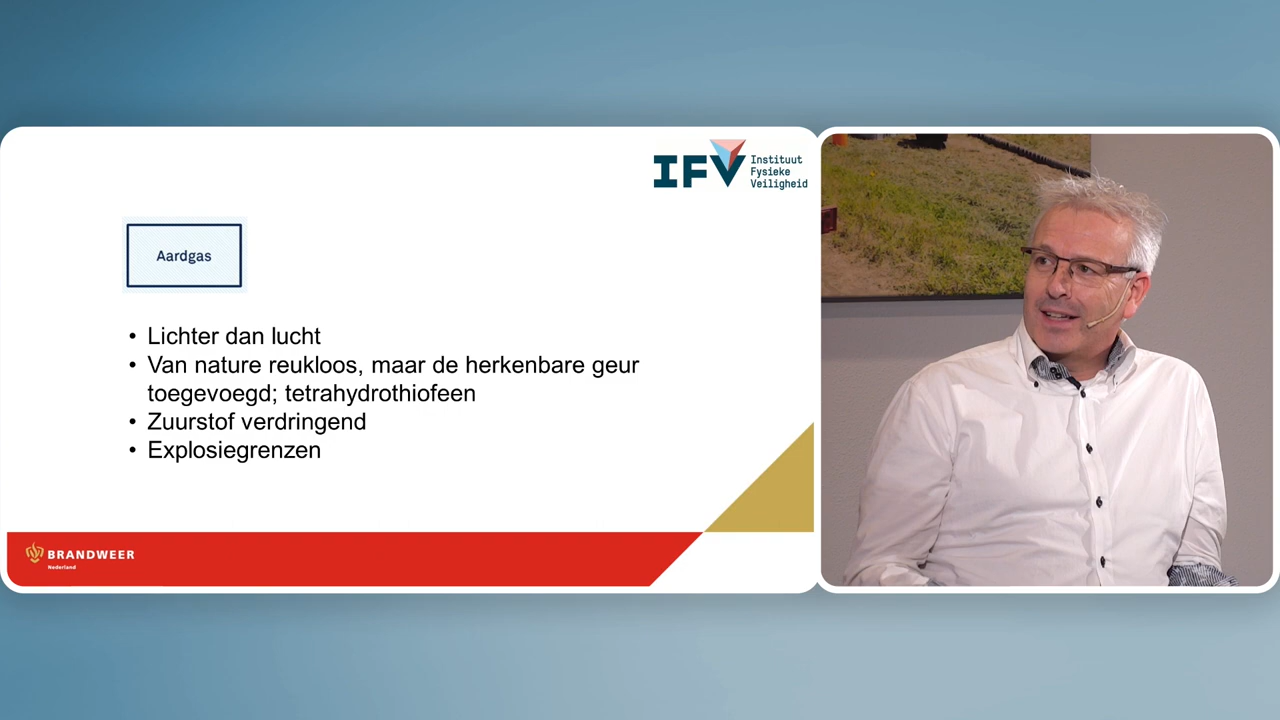 IFV Instituut
Fysieke
Veiligheid
Aardgas
• Lichter dan lucht
• Van nature reukloos, maar de herkenbare geur
toegevoegd; tetrahydrothiofeen
• Zuurstof verdringend
• Explosiegrenzen
BRANDWEER
Nederland